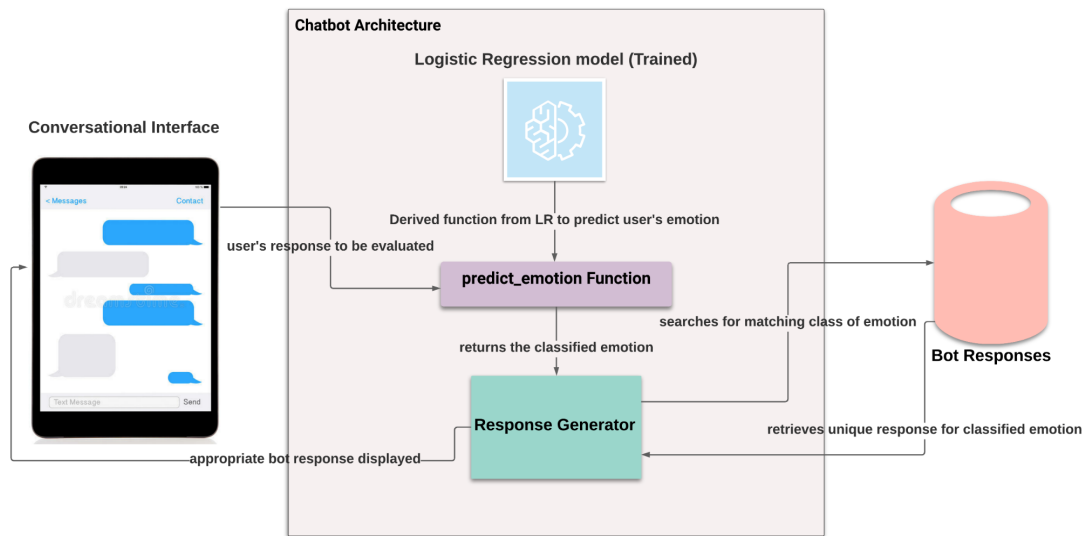 Chatbot Architecture
Logistic Regression model (Trained)
Conversational Interface
< Messages
Contact
Derived function from LR to predict user's emotion
user's response to be evaluated
predict_emotion Function
searches for matching class of emotion
returns the classified emotion
Bot Responses
Text Message
Send
Response Generator
retrieves unique response for classified emotion
appropriate bot response displayed